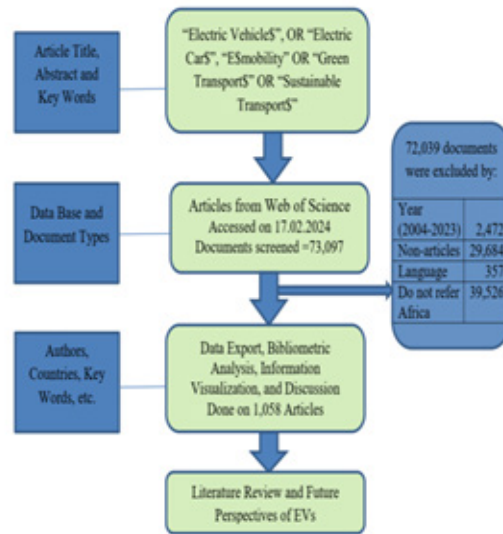 Article Title,
Abstract and
Key Words
“Electric Vehicle$”, OR “Electric
Car$”, “E$mobility” OR “Green
Transport$” OR “Sustainable
Transport$”
Data Base and
Document Types
Articles from Web of Science
Accessed on 17.02.2024
Documents screened =73,097
72,039 documents
were excluded by:
Year
(2004-2023) 2,472
Non-articles 29,684
Language 357
Do not refer 39,526
Africa
Authors,
Countries, Key
Words, etc.
Data Export, Bibliometric
Analysis, Information
Visualization, and Discussion
Done on 1,058 Articles
Literature Review and Future
Perspectives of EVs